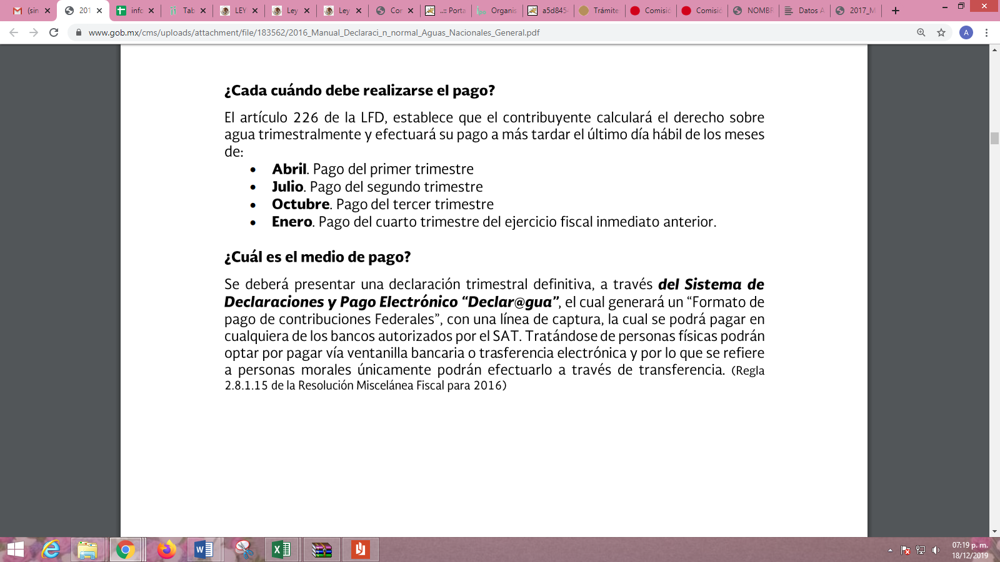 (sin
201
info
Tab
LEY
Ley
Ley
Cor
..:: Porta
Organis
a5d845
Trámite
Comisió
Comisió
NOMBR
Datos A
2017_M
www.gob.mx/cms/uploads/attachment/file/183562/2016_Manual_Declaraci_n_normal_Aguas_Nacionales_General.pdf
A
¿Cada cuándo debe realizarse el pago?
El artículo 226 de la LFD, establece que el contribuyente calculará el derecho sobre
agua trimestralmente y efectuará su pago a más tardar el último día hábil de los meses
de:
• Abril. Pago del primer trimestre
• Julio. Pago del segundo trimestre
• Octubre. Pago del tercer trimestre
• Enero. Pago del cuarto trimestre del ejercicio fiscal inmediato anterior.
¿Cuál es el medio de pago?
Se deberá presentar una declaración trimestral definitiva, a través del Sistema de
Declaraciones y Pago Electrónico “Declar@gua”, el cual generará un “Formato de
pago de contribuciones Federales”, con una línea de captura, la cual se podrá pagar en
cualquiera de los bancos autorizados por el SAT. Tratándose de personas físicas podrán
optar por pagar vía ventanilla bancaria o trasferencia electrónica y por lo que se refiere
a personas morales únicamente podrán efectuarlo a través de transferencia. (Regla
2.8.1.15 de la Resolución Miscelánea Fiscal para 2016)
07:19 p. m.
18/12/2019